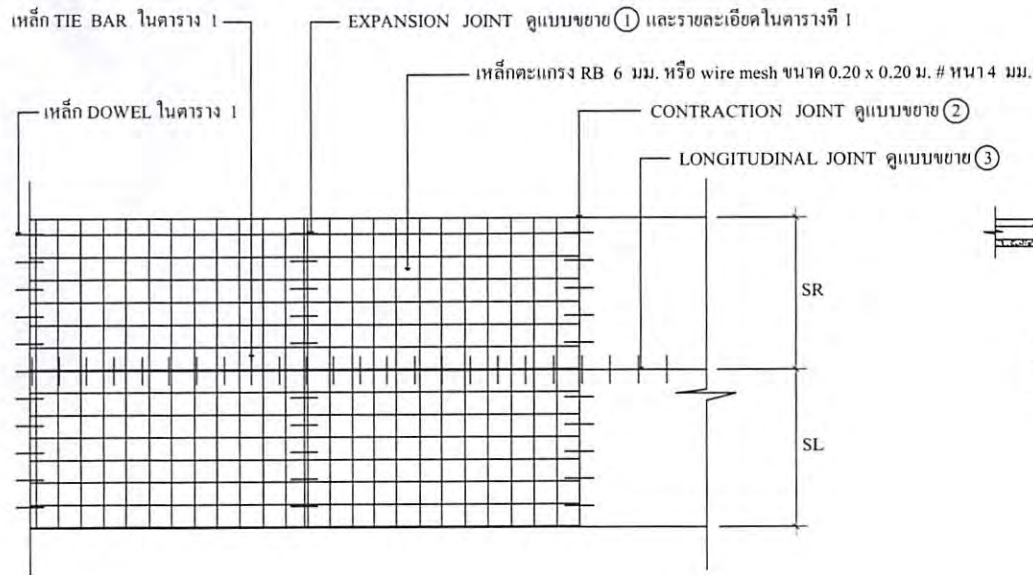 เหล็ก TIE BAR ในตาราง 1
EXPANSION JOINT ดูแบบขยาย 1 และรายละเอียดในตารางที่ 1
เหล็กตะแกรง RB 6 มม. หรือ wire mesh ขนาด 0.20 x 0.20 ม. # หนา 4 มม.
เหล็ก DOWEL ในตาราง 1
CONTRACTION JOINT ดูแบบขยาย 2
LONGITUDINAL JOINT ดูแบบขยาย 3
SR
SL